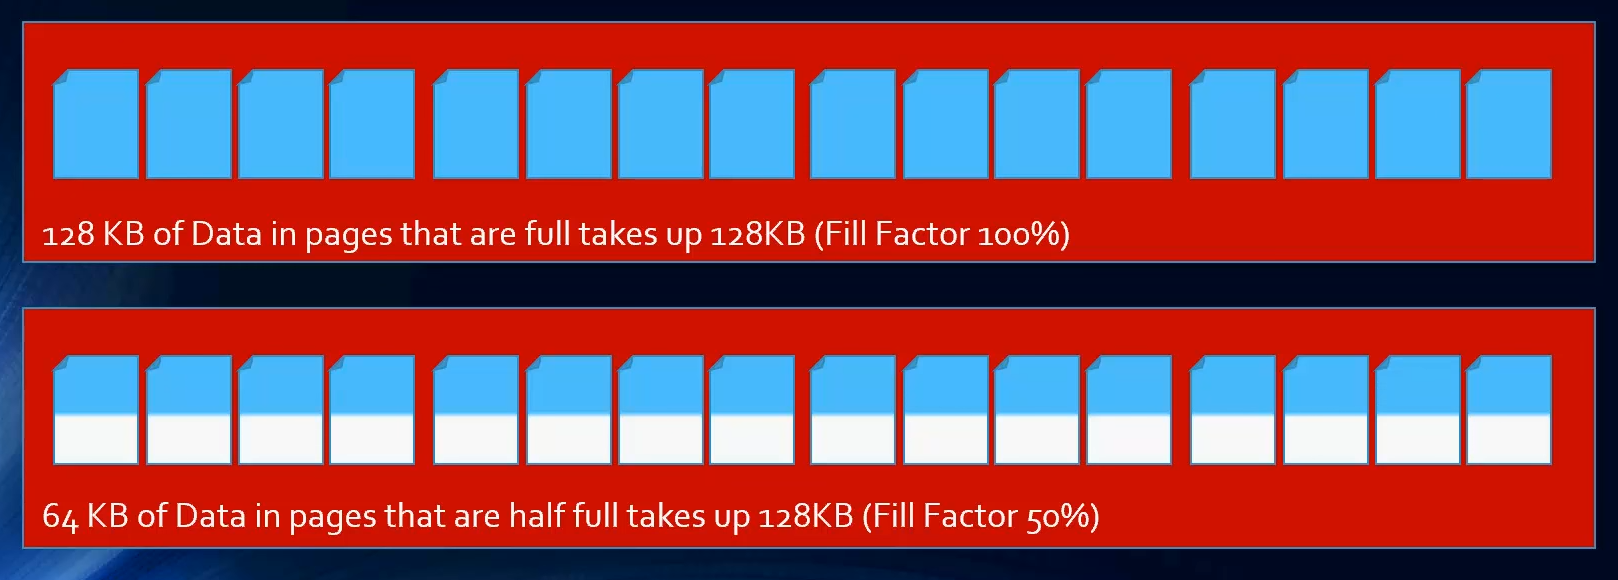 128 KB of Data in pages that are full takes up 128KB (Fill Factor 100%)
64 KB of Data in pages that are half full takes up 128KB (Fill Factor 50%)